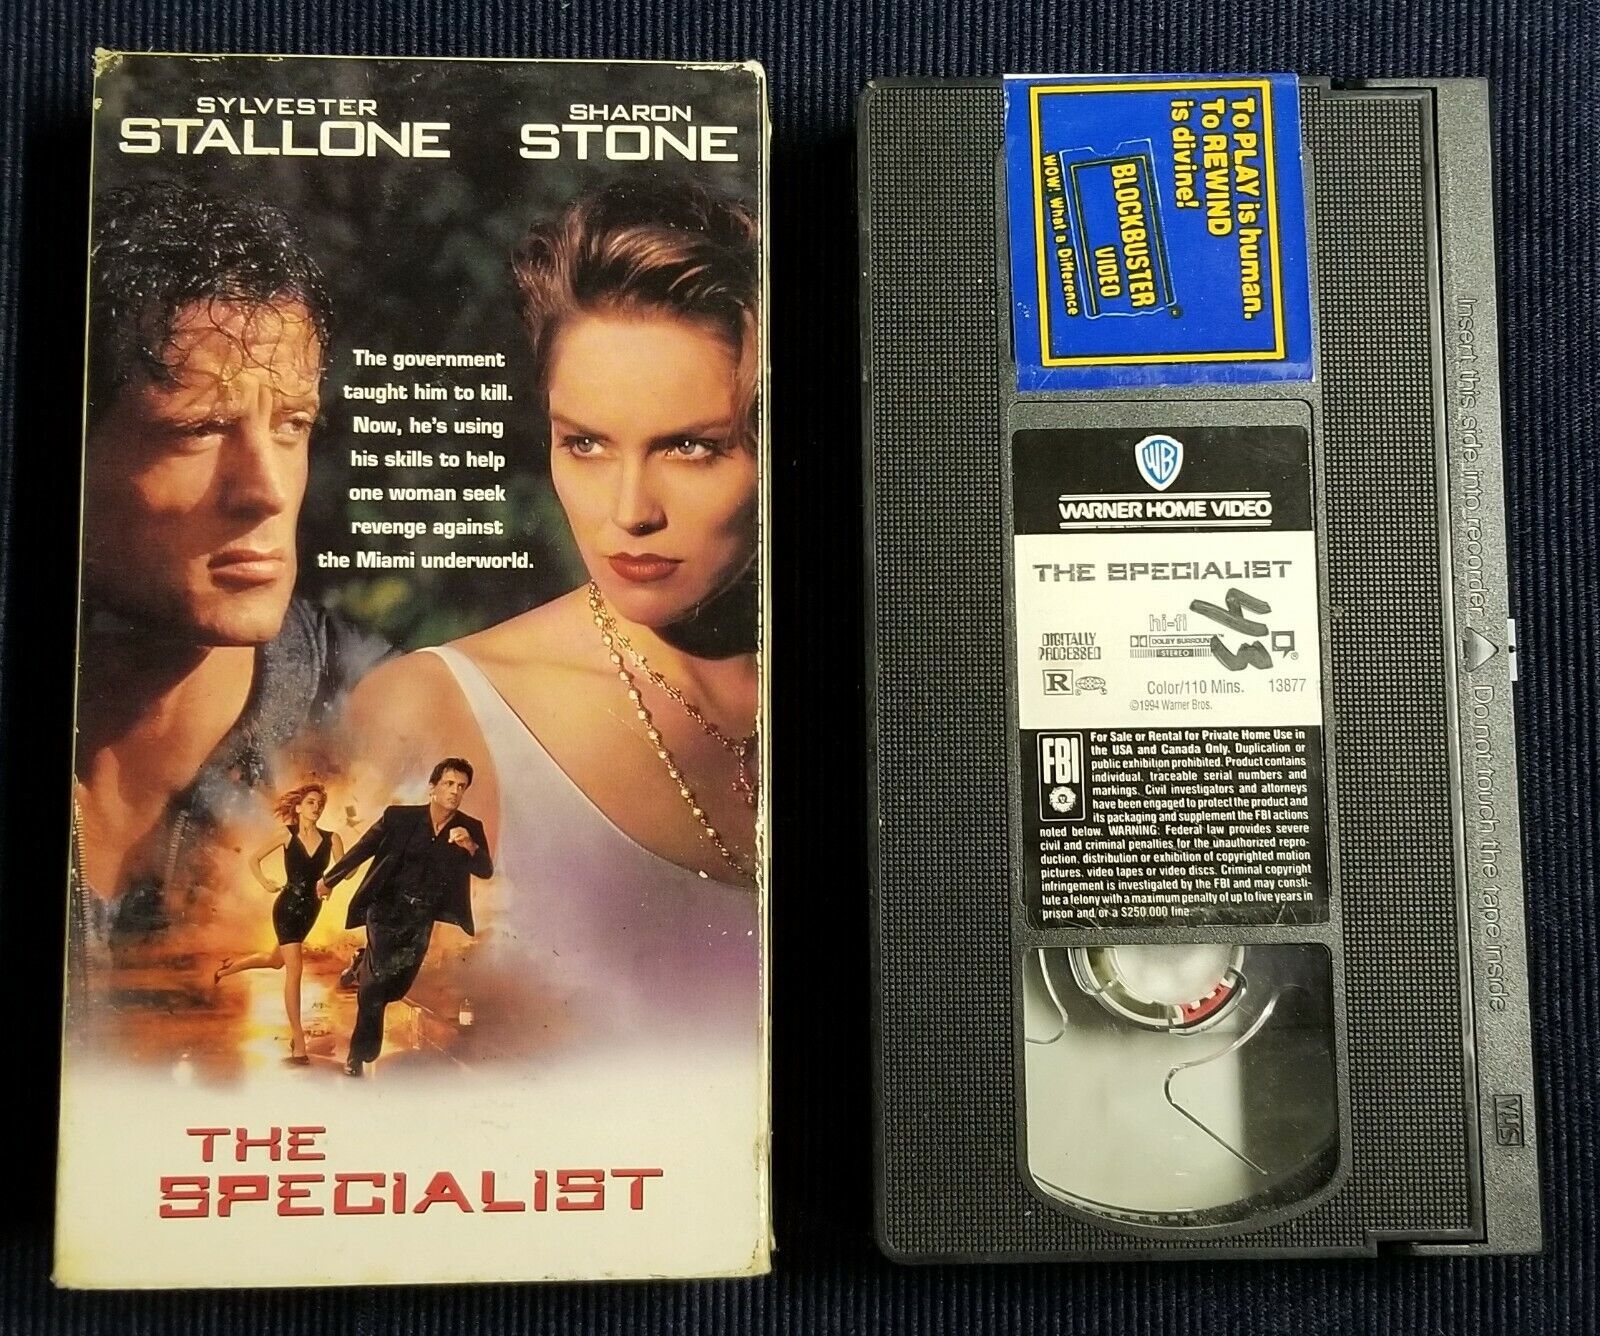 SYLVESTER
STALLONE
SHARON
STONE
The government
taught him to kill.
Now, he's using
his skills to help
one woman seek
revenge against
the Miami underworld.
THE
SPECIALIST
To PLAY is human.
To REWIND
is divine!
BLOCKBUSTER
VIDEO
WOW! What a Difference
WB
WARNER HOME VIDEO
THE SPECIALIST
DIGITALLY
PROCESSED
hi-fi
DOLBY SURROUND
STEREO
R
Color/110 Mins. 13877
©1994 Warner Bros.
FBI
For Sale or Rental for Private Home Use in
the USA and Canada Only. Duplication or
public exhibition prohibited. Product contains
individual, traceable serial numbers and
markings. Civil investigators and attorneys
have been engaged to protect the product and
its packaging and supplement the FBI actions
noted below. WARNING: Federal law provides severe
civil and criminal penalties for the unauthorized repro-
duction, distribution or exhibition of copyrighted motion
pictures, video tapes or video discs. Criminal copyright
infringement is investigated by the FBI and may consti-
tute a felony with a maximum penalty of up to five years in
prison and/or a $250,000 fine.
Insert this side into recorder Do not touch the tape inside
VHS